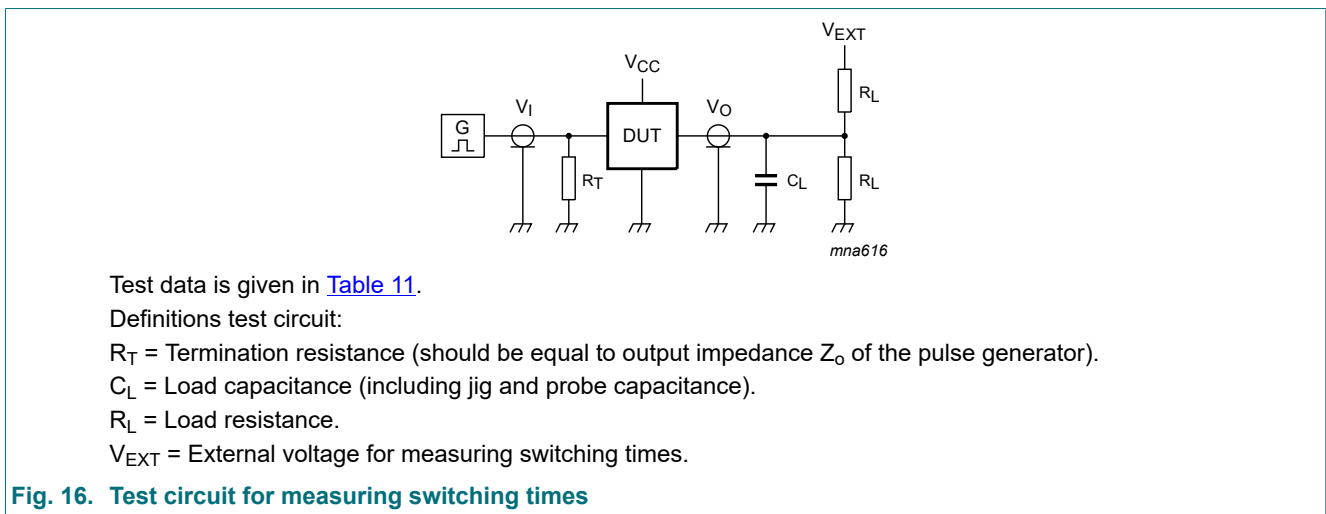 VEXT
VCC
RL
VI
VO
G
DUT
RT
CL
RL
mna616
Test data is given in Table 11.
Definitions test circuit:
RT = Termination resistance (should be equal to output impedance Zo of the pulse generator).
CL = Load capacitance (including jig and probe capacitance).
RL = Load resistance.
VEXT = External voltage for measuring switching times.
Fig. 16. Test circuit for measuring switching times